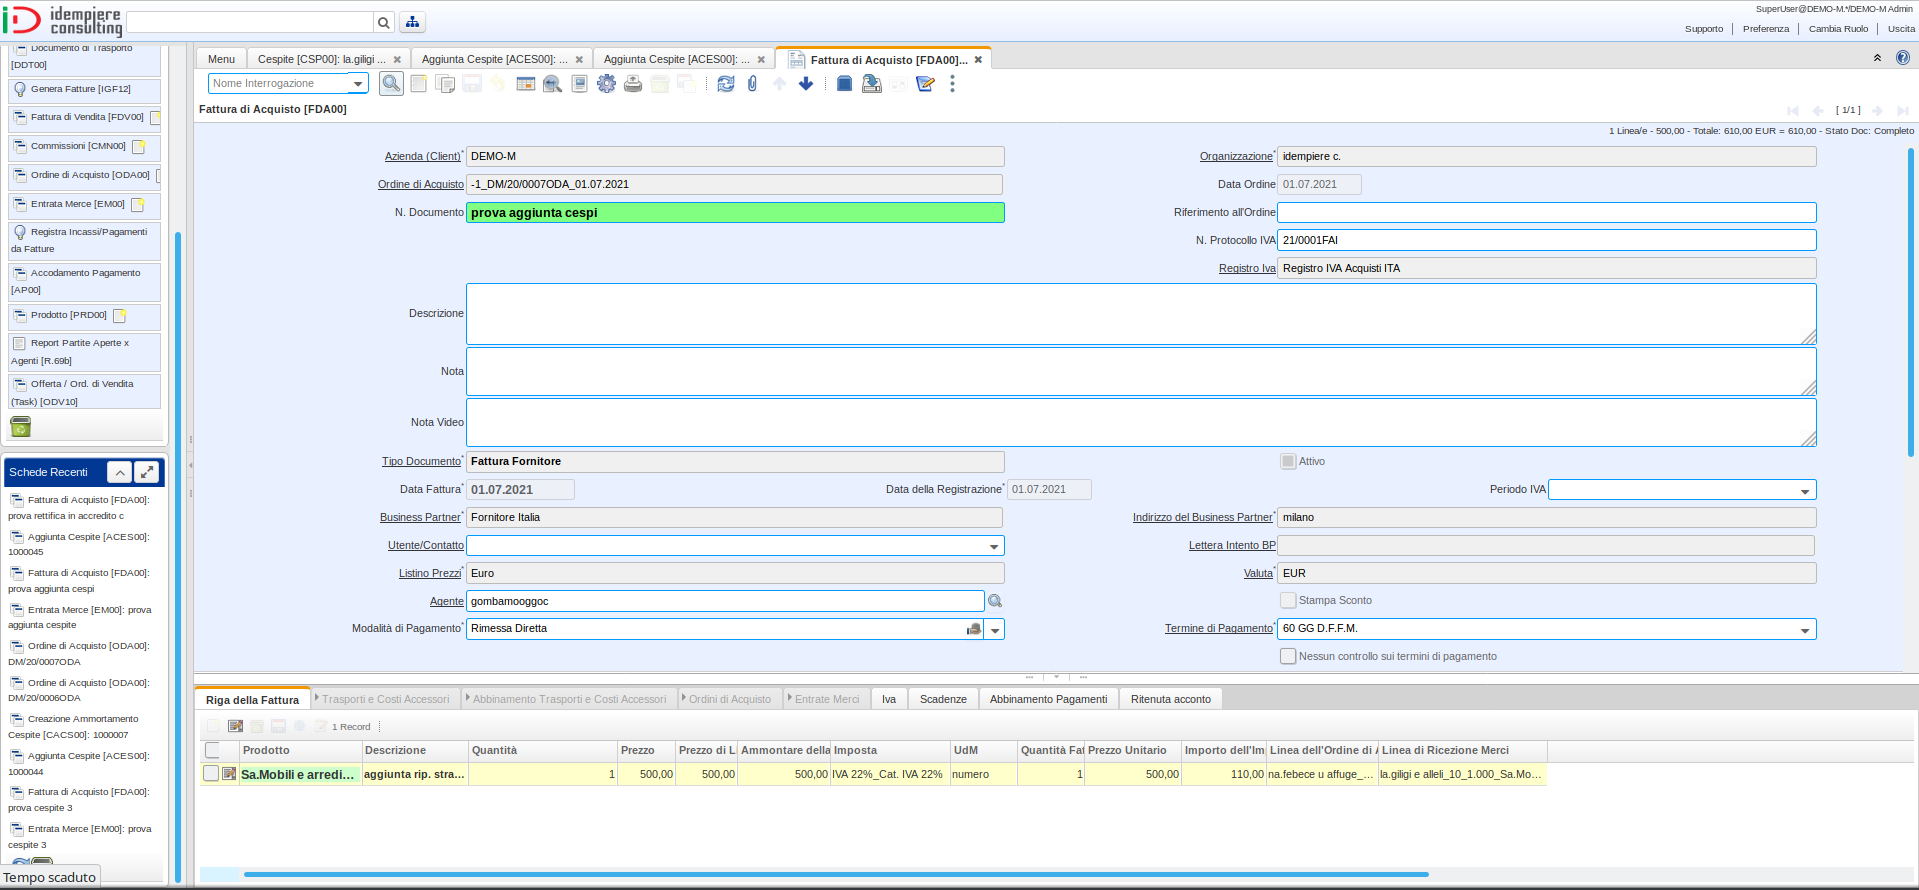 idempiere
consulting
SuperUser@DEMO-M.*/DEMO-M Admin
Supporto | Preferenza | Cambia Ruolo | Uscita
Documento di Trasporto
[DDT00]
Genera Fatture [IGF12]
Fattura di Vendita [FDV00]
Commissioni [CMN00]
Ordine di Acquisto [ODA00]
Entrata Merce [EM00]
Registra Incassi/Pagamenti
da Fatture
Accodamento Pagamento
[AP00]
Prodotto [PRD00]
Report Partite Aperte x
Agenti [R.69b]
Offerta / Ord. di Vendita
(Task) [ODV10]
Schede Recenti
Fattura di Acquisto [FDA00]:
prova rettifica in accredito c
Aggiunta Cespite [ACES00]:
1000045
Fattura di Acquisto [FDA00]:
prova aggiunta cespi
Entrata Merce [EM00]: prova
aggiunta cespite
Ordine di Acquisto [ODA00]:
DM/20/0007ODA
Ordine di Acquisto [ODA00]:
DM/20/0006ODA
Creazione Ammortamento
Cespite [CACS00]: 1000007
Aggiunta Cespite [ACES00]:
1000044
Fattura di Acquisto [FDA00]:
prova cespite 3
Entrata Merce [EM00]: prova
cespite 3
Tempo scaduto
Menu
Cespite [CSP00]: la.giligi ...
Aggiunta Cespite [ACES00]: ...
Aggiunta Cespite [ACES00]: ...
Fattura di Acquisto [FDA00]...
Nome Interrogazione
Fattura di Acquisto [FDA00]
[ 1/1 ]
1 Linea/e - 500,00 - Totale: 610,00 EUR = 610,00 - Stato Doc: Completo
Azienda (Client)* DEMO-M
Organizzazione* idempiere c.
Ordine di Acquisto -1_DM/20/0007ODA_01.07.2021
Data Ordine 01.07.2021
N. Documento prova aggiunta cespi
Riferimento all'Ordine
N. Protocollo IVA 21/0001FAI
Registro Iva Registro IVA Acquisti ITA
Descrizione
Nota
Nota Video
Tipo Documento* Fattura Fornitore
Attivo
Data Fattura* 01.07.2021
Data della Registrazione* 01.07.2021
Periodo IVA
Business Partner* Fornitore Italia
Indirizzo del Business Partner* milano
Utente/Contatto
Lettera Intento BP
Listino Prezzi* Euro
Valuta* EUR
Agente gombamooggoc
Stampa Sconto
Modalità di Pagamento* Rimessa Diretta
Termine di Pagamento* 60 GG D.F.F.M.
Nessun controllo sui termini di pagamento
Riga della Fattura
Trasporti e Costi Accessori
Abbinamento Trasporti e Costi Accessori
Ordini di Acquisto
Entrate Merci
Iva
Scadenze
Abbinamento Pagamenti
Ritenuta acconto
1 Record
Prodotto Descrizione Quantità Prezzo Prezzo di Li Ammontare della Imposta UdM Quantità Fat Prezzo Unitario Importo dell'Im Linea dell'Ordine di A Linea di Ricezione Merci
Sa.Mobili e arredi... aggiunta rip. stra... 1 500,00 500,00 500,00 IVA 22%_Cat. IVA 22% numero 1 500,00 110,00 na.febece u affuge_... la.giligi e alleli_10_1.000_Sa.Mo...